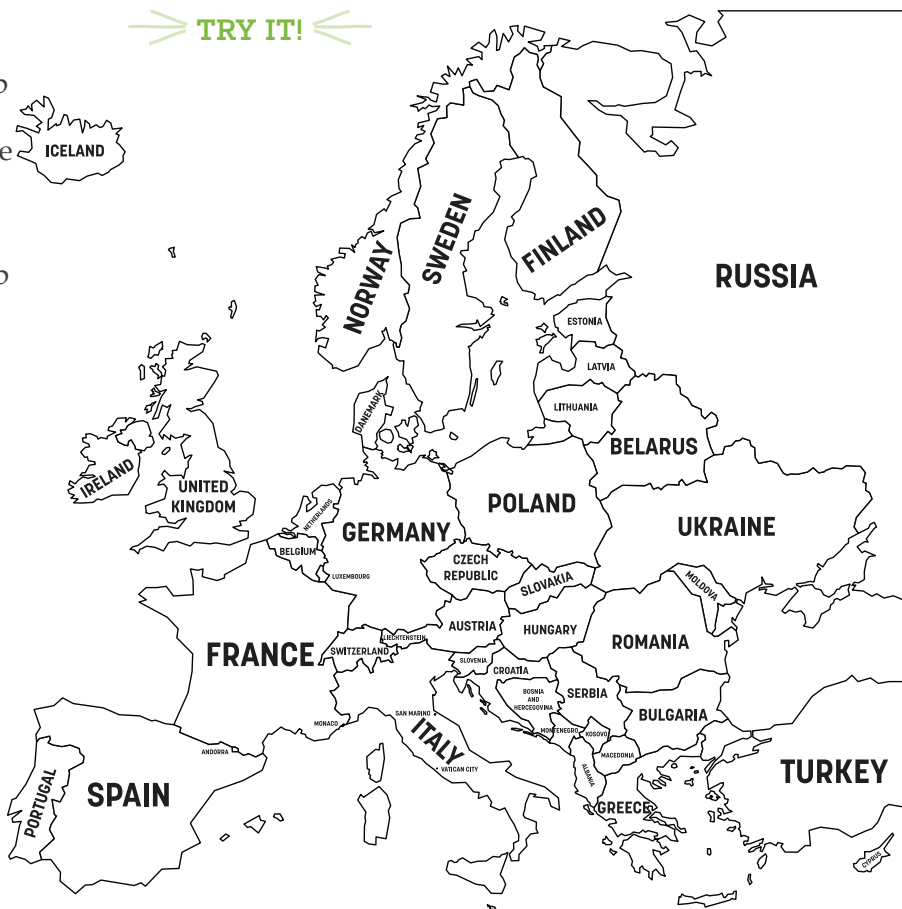 TRY IT!
ICELAND
NORWAY
SWEDEN
FINLAND
RUSSIA
ESTONIA
LATVIA
LITHUANIA
DANEMARK
BELARUS
IRELAND
UNITED
KINGDOM
NETHERLANDS
GERMANY
POLAND
UKRAINE
BELGIUM
LUXEMBOURG
CZECH
REPUBLIC
SLOVAKIA
MOLDOVA
AUSTRIA
HUNGARY
ROMANIA
FRANCE
SWITZERLAND
LIECHTENSTEIN
SLOVENIA
CROATIA
BOSNIA
AND
HERCEGOVINA
SERBIA
BULGARIA
MONACO
SAN MARINO
ITALY
MONTENEGRO
KOSOVO
MACEDONIA
ANDORRA
VATICAN CITY
ALBANIA
PORTUGAL
SPAIN
GREECE
TURKEY
CYPRUS